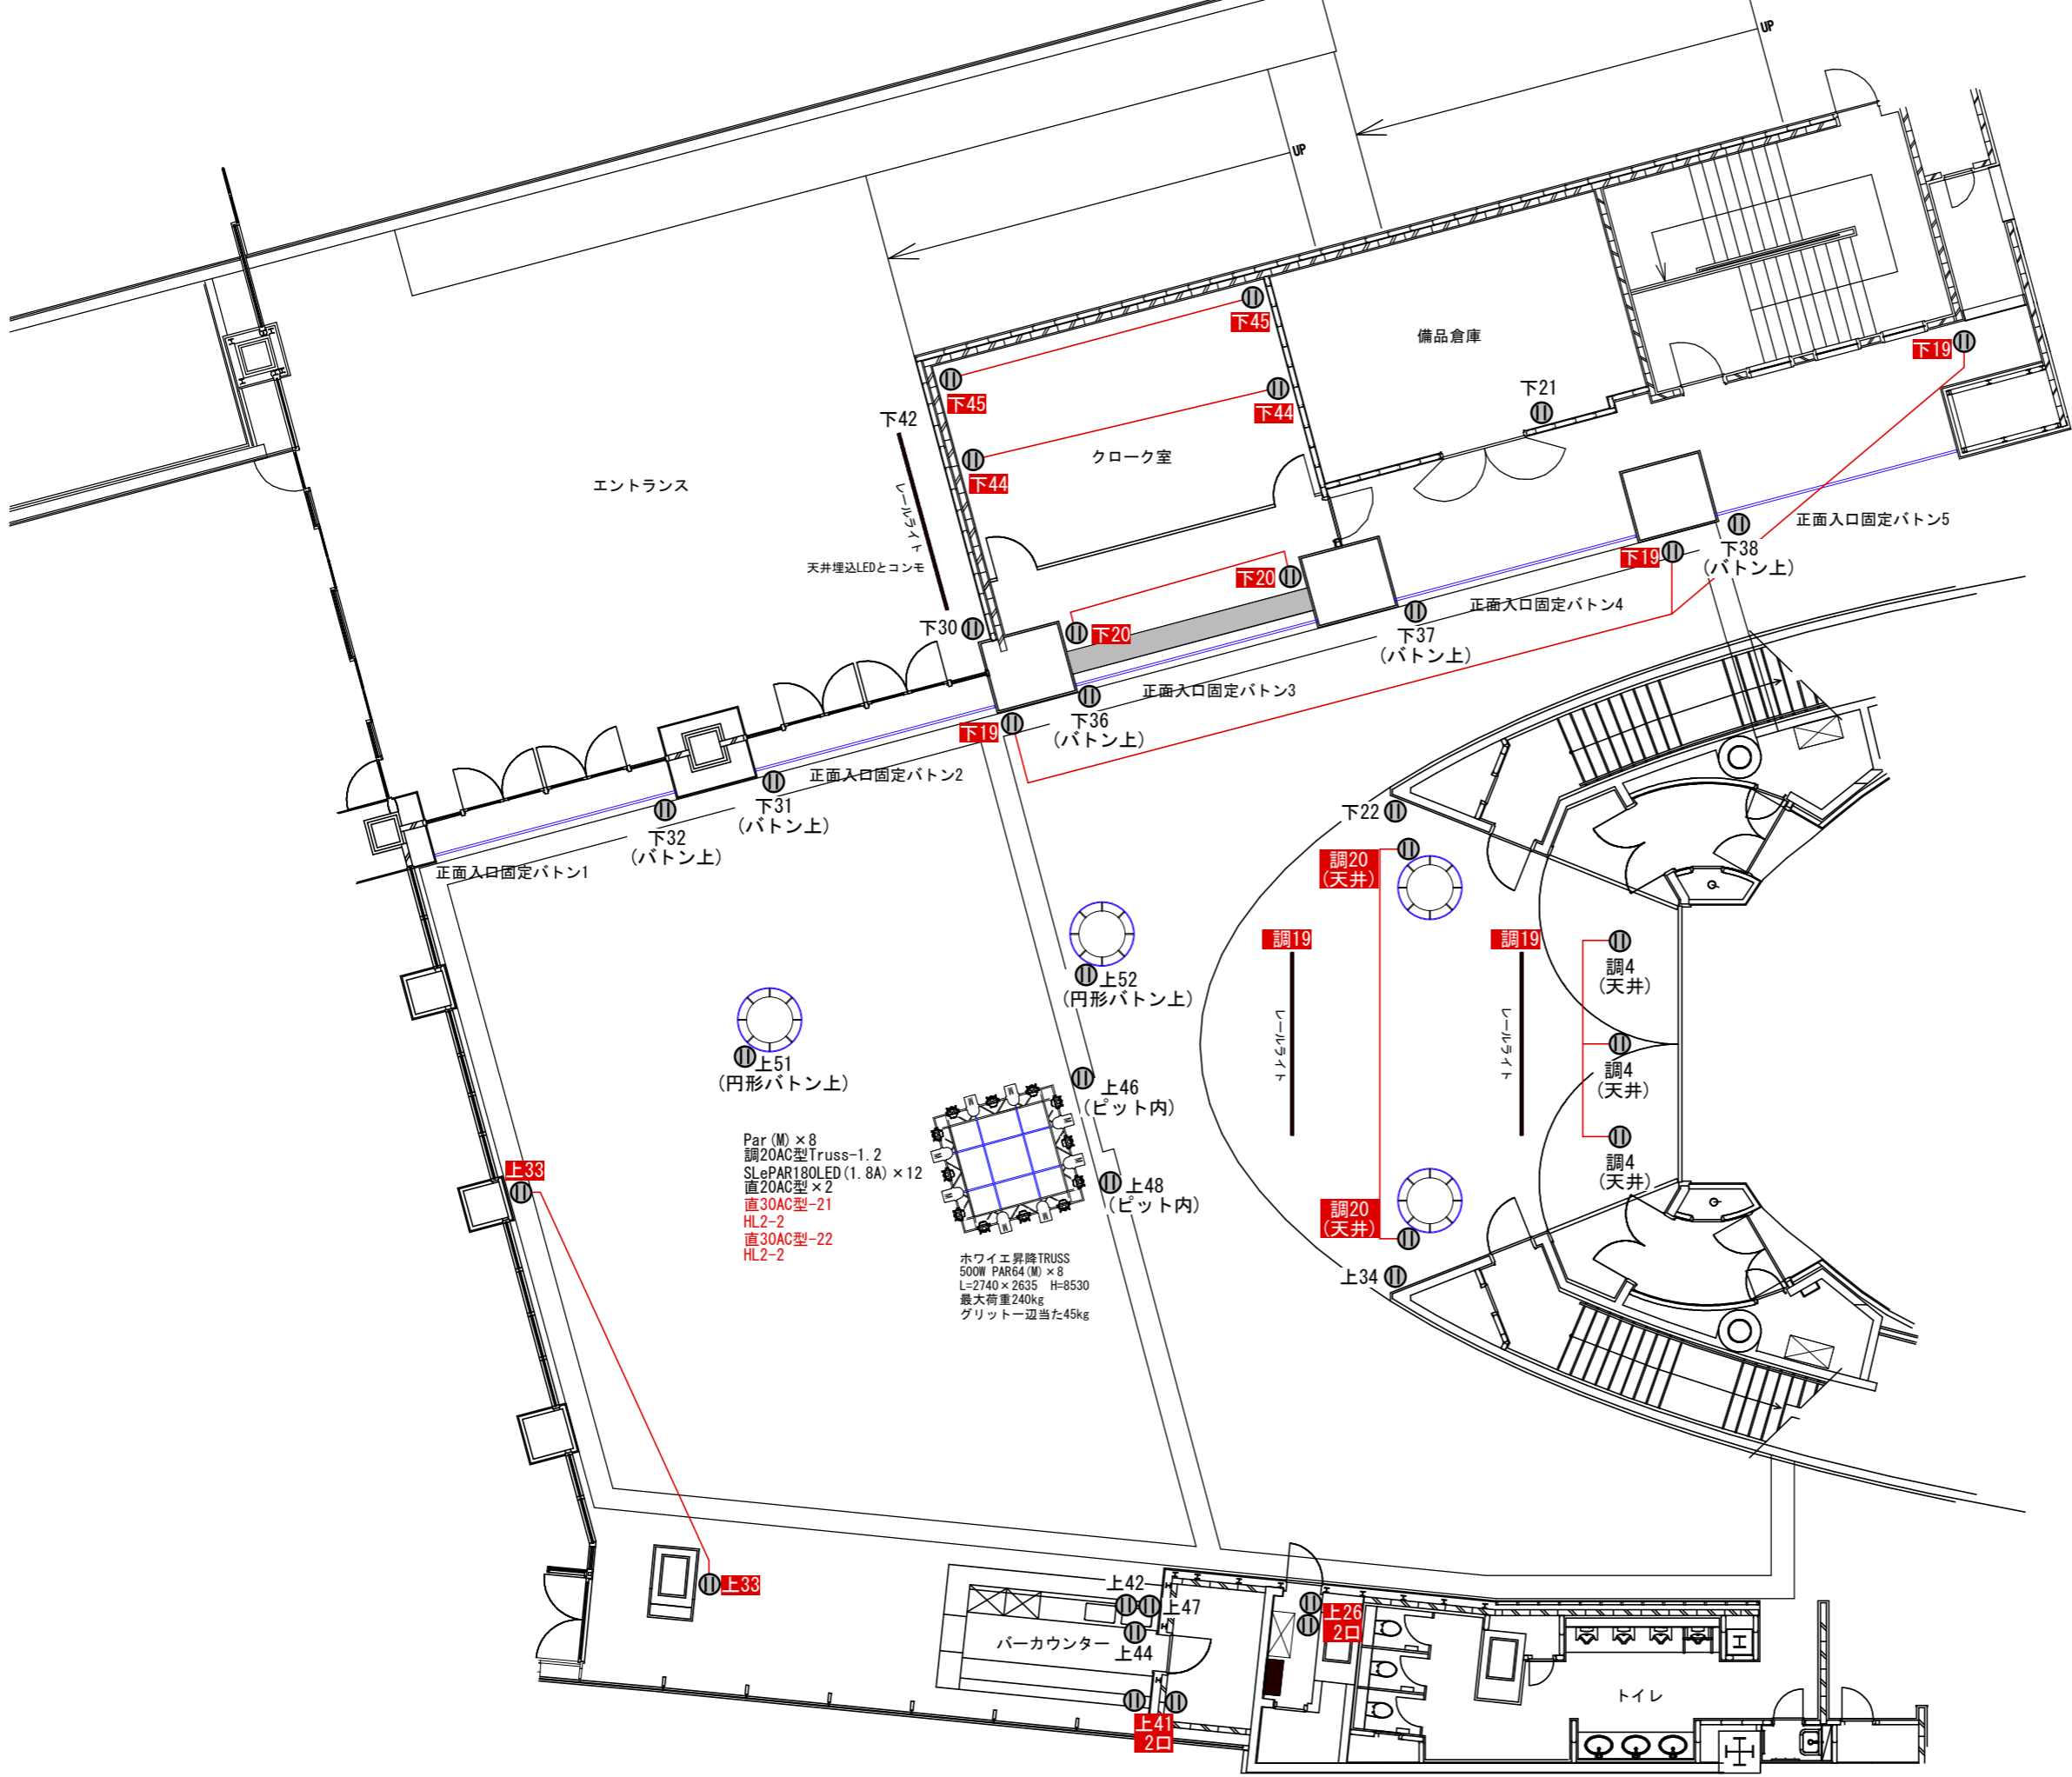 UP
UP
下45
備品倉庫
下19
下45
下44
下21
下42
クローク室
下44
エントランス
レールライト
正面入口固定バトン5
天井埋込LEDとコンモ
下38
(バトン上)
下19
下20
正面入口固定バトン4
下30
下20
下37
(バトン上)
正面入口固定バトン3
下36
(バトン上)
下19
正面入口固定バトン2
下31
(バトン上)
下22
下32
(バトン上)
調20
(天井)
正面入口固定バトン1
調19
調19
調4
(天井)
上52
(円形バトン上)
レールライト
レールライト
上51
(円形バトン上)
調4
(天井)
上46
(ピット内)
Par(M)×8
調20AC型Truss-1.2
SLePAR180LED(1.8A)×12
直20AC型×2
直30AC型-21
HL2-2
直30AC型-22
HL2-2
調4
(天井)
上33
上48
(ピット内)
調20
(天井)
ホワイエ昇降TRUSS
500W PAR64(M)×8
L=2740×2635 H=8530
最大荷重240kg
グリット一辺当た45kg
上34
上33
上42
上47
上26
2口
バーカウンター
上44
トイレ
上41
2口